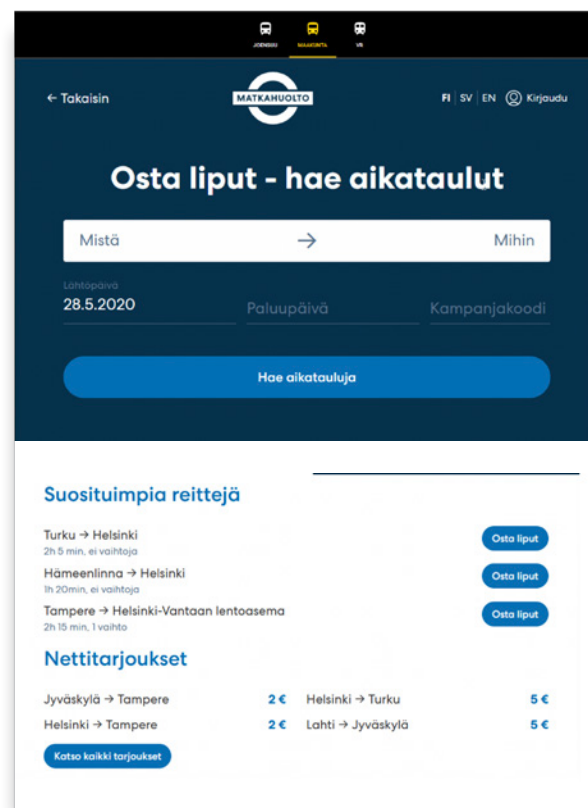 JOENSUU MAAKUNTA VR
← Takaisin MATKAHUOLTO FI | SV | EN Kirjaudu
Osta liput - hae aikataulut
Mistä → Mihin
Lähtöpäivä
28.5.2020 Paluupäivä Kampanjakoodi
Hae aikatauluja
Suosituimpia reittejä
Turku → Helsinki
2h 5 min, ei vaihtoja
Osta liput
Hämeenlinna → Helsinki
1h 20min, ei vaihtoja
Osta liput
Tampere → Helsinki-Vantaan lentoasema
2h 15 min, 1 vaihto
Osta liput
Nettitarjoukset
Jyväskylä → Tampere 2 € Helsinki → Turku 5 €
Helsinki → Tampere 2 € Lahti → Jyväskylä 5 €
Katso kaikki tarjoukset